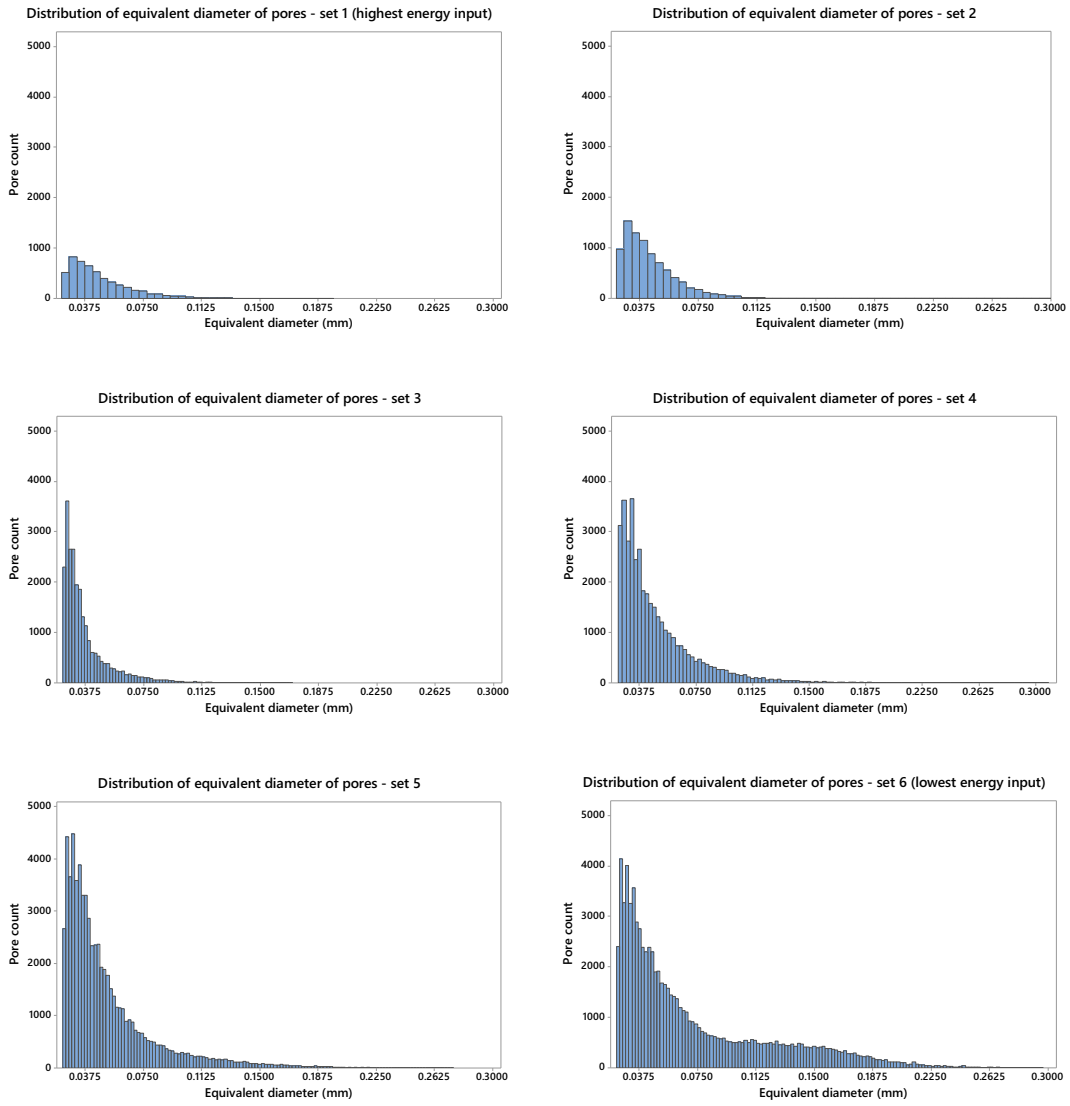 Distribution of equivalent diameter of pores - set 1 (highest energy input)
5000
4000
3000
2000
1000
0
Pore count
0.0375 0.0750 0.1125 0.1500 0.1875 0.2250 0.2625 0.3000
Equivalent diameter (mm)
Distribution of equivalent diameter of pores - set 2
5000
4000
3000
2000
1000
0
Pore count
0.0375 0.0750 0.1125 0.1500 0.1875 0.2250 0.2625 0.3000
Equivalent diameter (mm)
Distribution of equivalent diameter of pores - set 3
5000
4000
3000
2000
1000
0
Pore count
0.0375 0.0750 0.1125 0.1500 0.1875 0.2250 0.2625 0.3000
Equivalent diameter (mm)
Distribution of equivalent diameter of pores - set 4
5000
4000
3000
2000
1000
0
Pore count
0.0375 0.0750 0.1125 0.1500 0.1875 0.2250 0.2625 0.3000
Equivalent diameter (mm)
Distribution of equivalent diameter of pores - set 5
5000
4000
3000
2000
1000
0
Pore count
0.0375 0.0750 0.1125 0.1500 0.1875 0.2250 0.2625 0.3000
Equivalent diameter (mm)
Distribution of equivalent diameter of pores - set 6 (lowest energy input)
5000
4000
3000
2000
1000
0
Pore count
0.0375 0.0750 0.1125 0.1500 0.1875 0.2250 0.2625 0.3000
Equivalent diameter (mm)